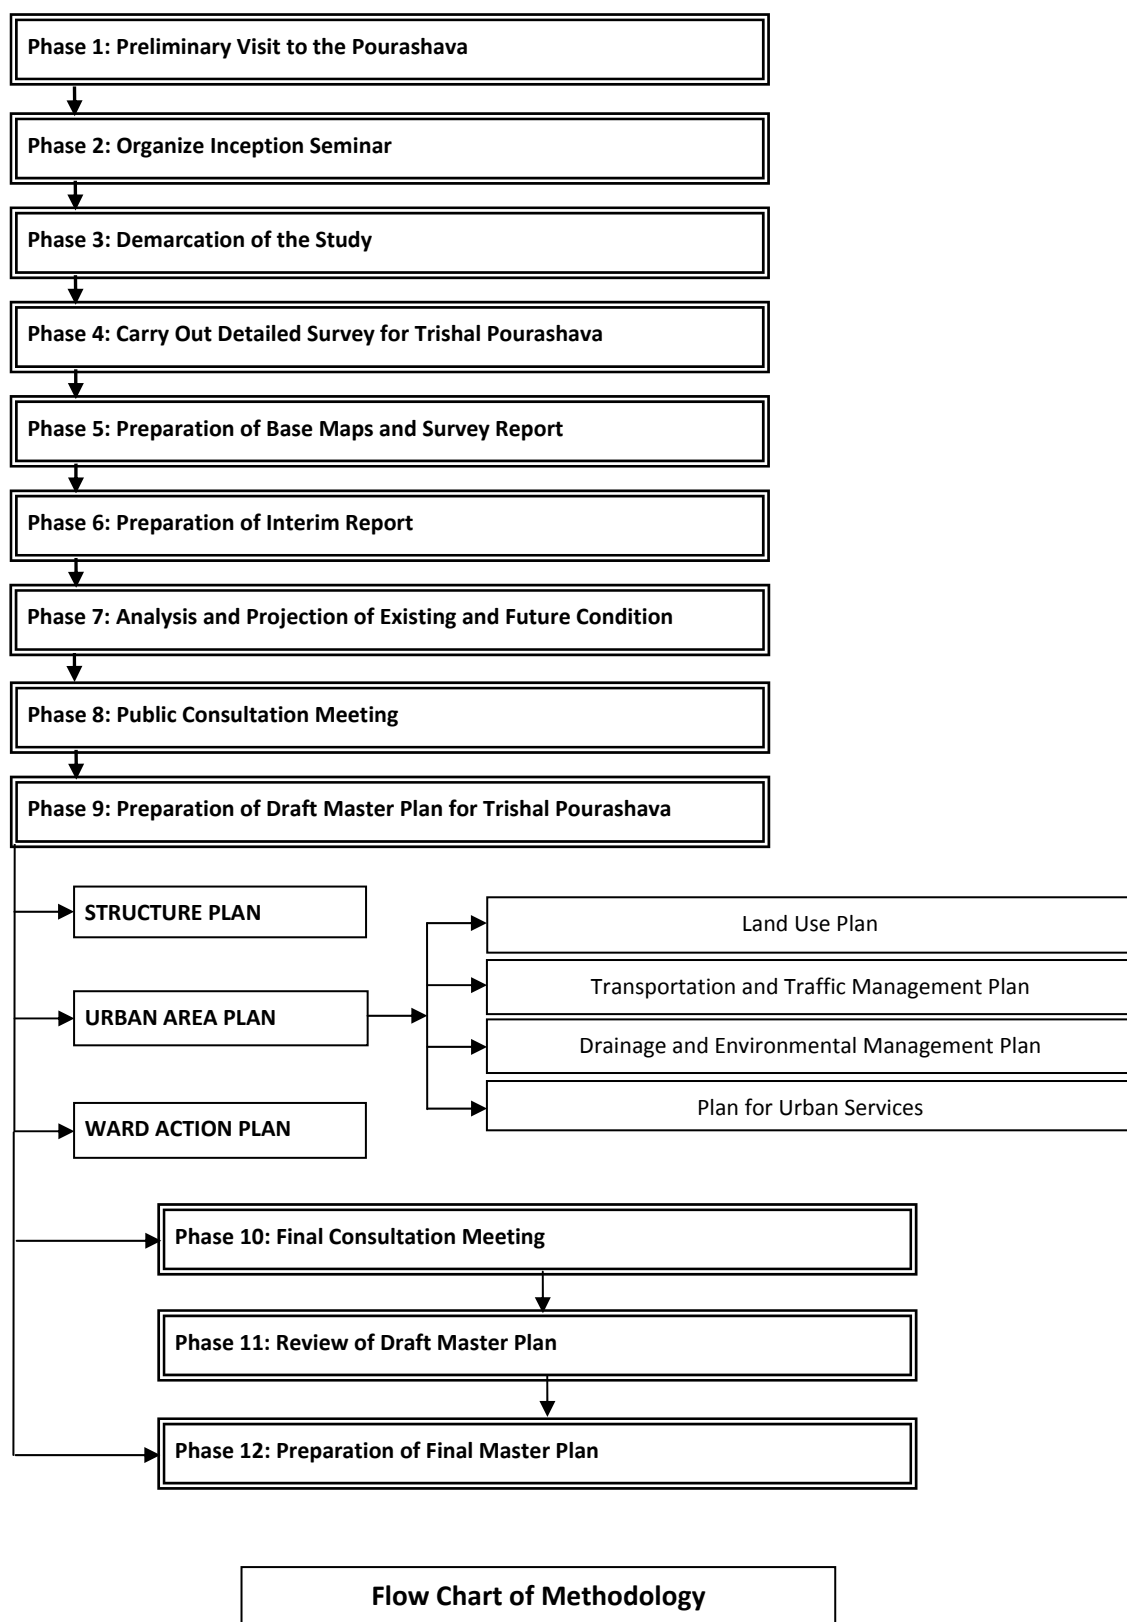 Phase 1: Preliminary Visit to the Pourashava
Phase 2: Organize Inception Seminar
Phase 3: Demarcation of the Study
Phase 4: Carry Out Detailed Survey for Trishal Pourashava
Phase 5: Preparation of Base Maps and Survey Report
Phase 6: Preparation of Interim Report
Phase 7: Analysis and Projection of Existing and Future Condition
Phase 8: Public Consultation Meeting
Phase 9: Preparation of Draft Master Plan for Trishal Pourashava
STRUCTURE PLAN
URBAN AREA PLAN
WARD ACTION PLAN
Land Use Plan
Transportation and Traffic Management Plan
Drainage and Environmental Management Plan
Plan for Urban Services
Phase 10: Final Consultation Meeting
Phase 11: Review of Draft Master Plan
Phase 12: Preparation of Final Master Plan
Flow Chart of Methodology